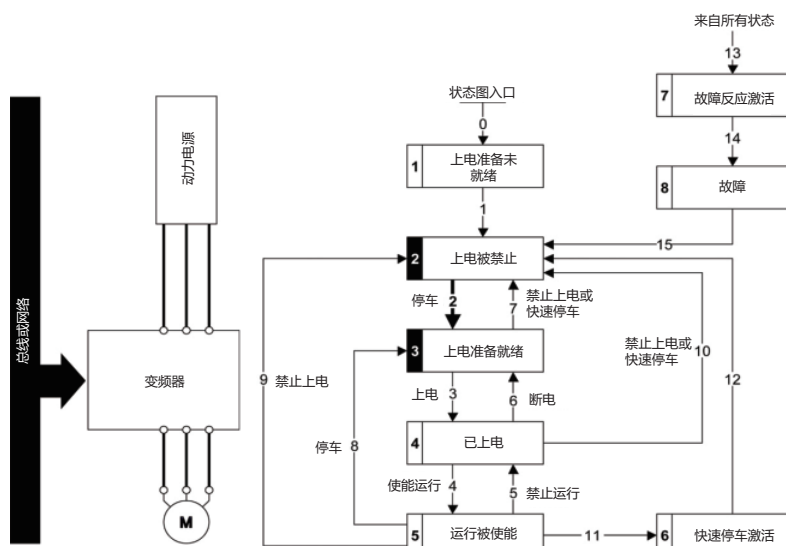 总线或网络
动力电源
变频器
M
状态图入口
0
1
上电准备未
就绪
1
2
上电被禁止
停车
2
7
禁止上电或
快速停车
3
上电准备就绪
上电
3
6
断电
4
已上电
使能运行
4
5
禁止运行
5
运行被使能
9
禁止上电
停车
8
11
6
快速停车激活
禁止上电或
快速停车
10
12
来自所有状态
13
7
故障反应激活
14
8
故障
15